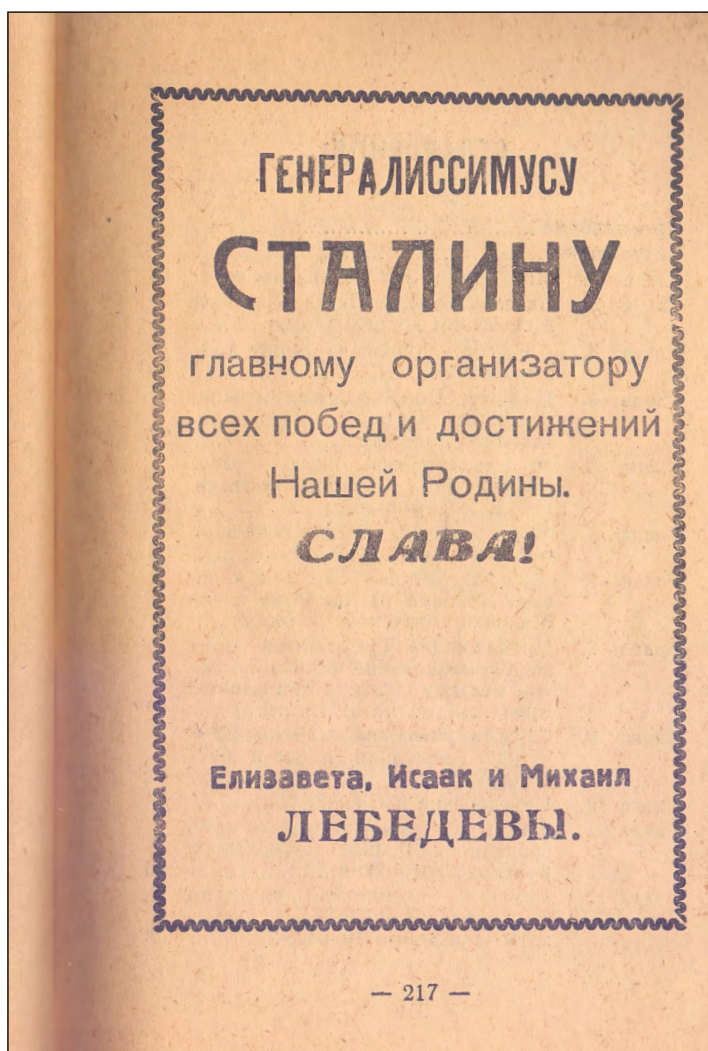 ГЕНЕРАЛИССИМУСУ
СТАЛИНУ
главному организатору
всех побед и достижений
Нашей Родины.
СЛАВА!
Елизавета, Исаак и Михаил
ЛЕБЕДЕВЫ.
— 217 —